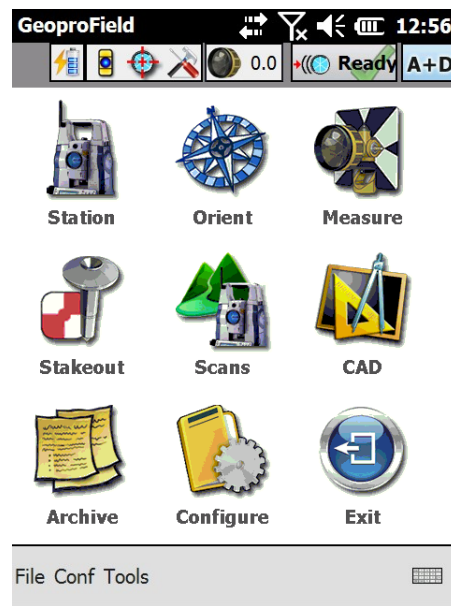 GeoproField 12:56
0.0 Ready A+D
Station Orient Measure
Stakeout Scans CAD
Archive Configure Exit
File Conf Tools